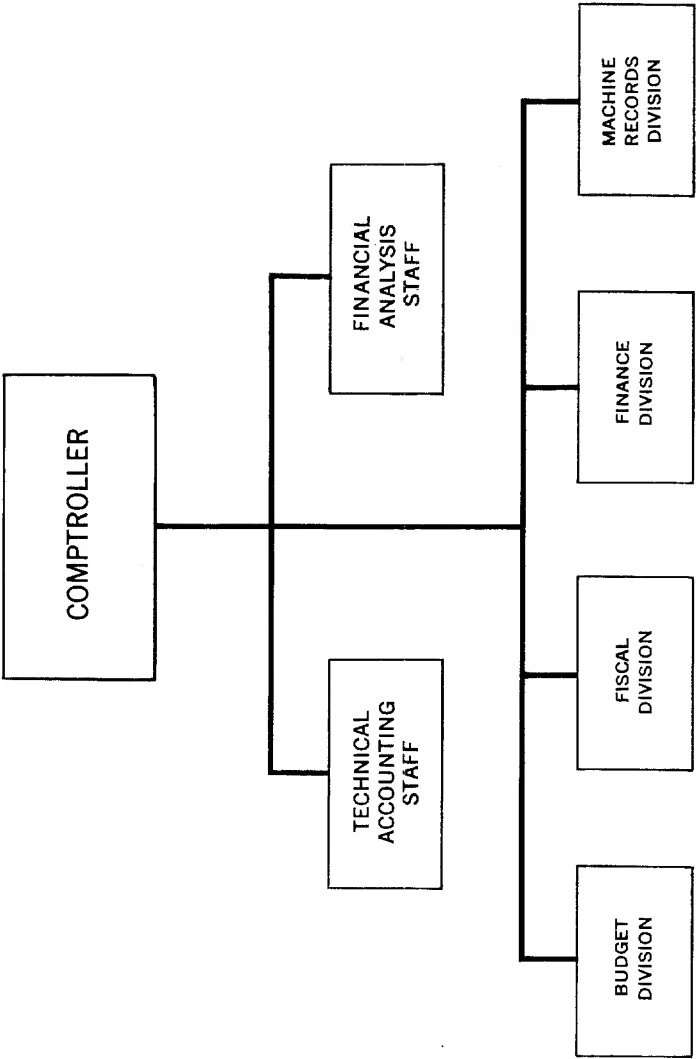 COMPTROLLER
TECHNICAL
ACCOUNTING
STAFF
FINANCIAL
ANALYSIS
STAFF
BUDGET
DIVISION
FISCAL
DIVISION
FINANCE
DIVISION
MACHINE
RECORDS
DIVISION